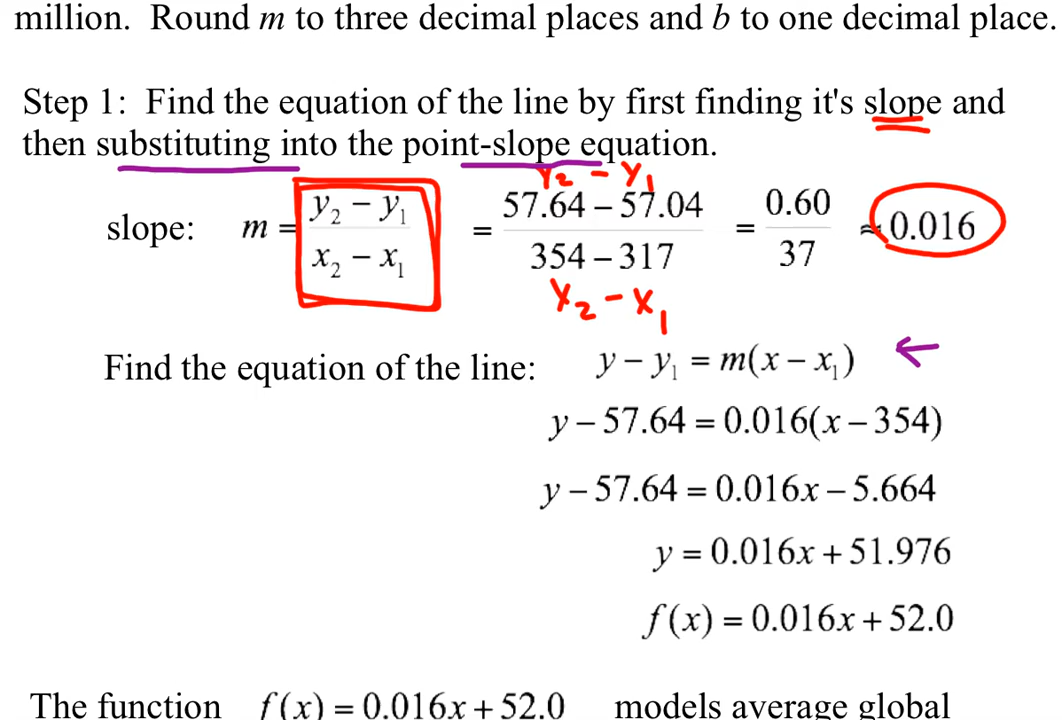 million. Round m to three decimal places and b to one decimal place.
Step 1: Find the equation of the line by first finding it's slope and
then substituting into the point-slope equation.
y₂ − y₁
slope: m = (y₂ − y₁)/(x₂ − x₁) = (57.64 − 57.04)/(354 − 317) = 0.60/37 ≈ 0.016
x₂ − x₁
Find the equation of the line: y − y₁ = m(x − x₁) ←
y − 57.64 = 0.016(x − 354)
y − 57.64 = 0.016x − 5.664
y = 0.016x + 51.976
f(x) = 0.016x + 52.0
The function f(x) = 0.016x + 52.0 models average global